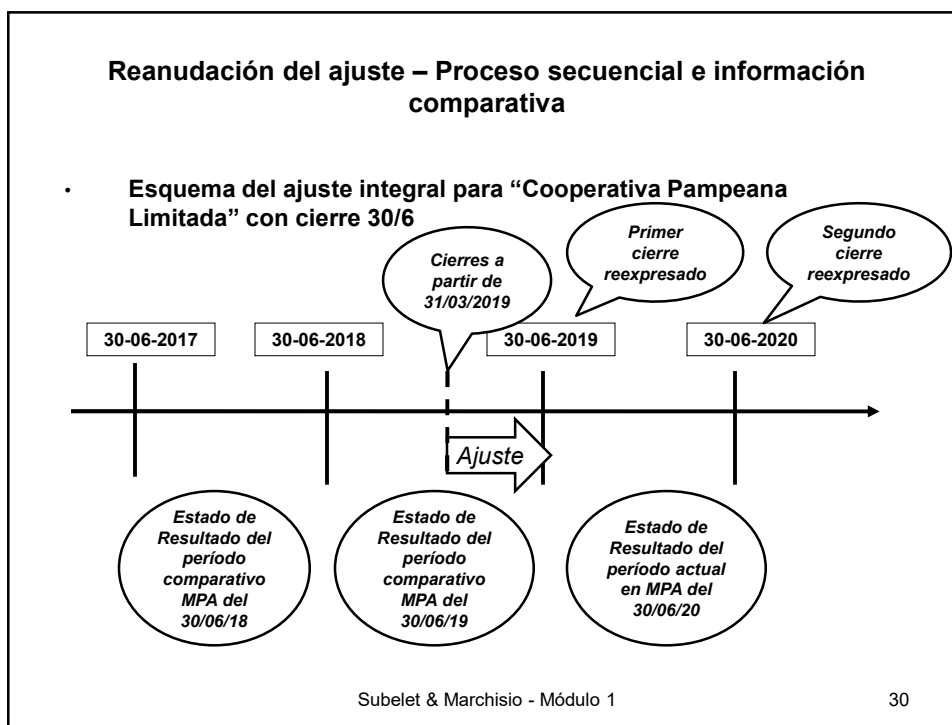 Reanudación del ajuste – Proceso secuencial e información
comparativa
• Esquema del ajuste integral para “Cooperativa Pampeana
Limitada” con cierre 30/6
Cierres a
partir de
31/03/2019
Primer
cierre
reexpresado
Segundo
cierre
reexpresado
30-06-2017
30-06-2018
30-06-2019
30-06-2020
Ajuste
Estado de
Resultado del
período
comparativo
MPA del
30/06/18
Estado de
Resultado del
período
comparativo
MPA del
30/06/19
Estado de
Resultado del
período actual
en MPA del
30/06/20
Subelet & Marchisio - Módulo 1
30